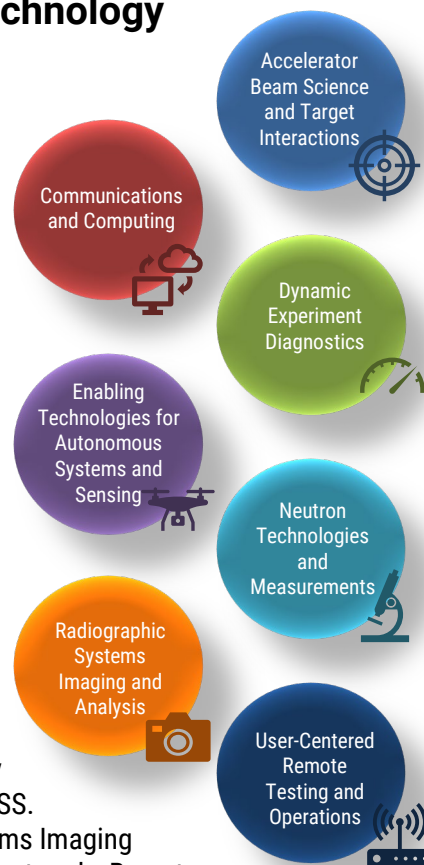 chnology
Accelerator
Beam Science
and Target
Interactions
Communications
and Computing
Dynamic
Experiment
Diagnostics
Enabling
Technologies for
Autonomous
Systems and
Sensing
Neutron
Technologies
and
Measurements
Radiographic
Systems
Imaging and
Analysis
User-Centered
Remote
Testing and
Operations
SS.
ms Imaging